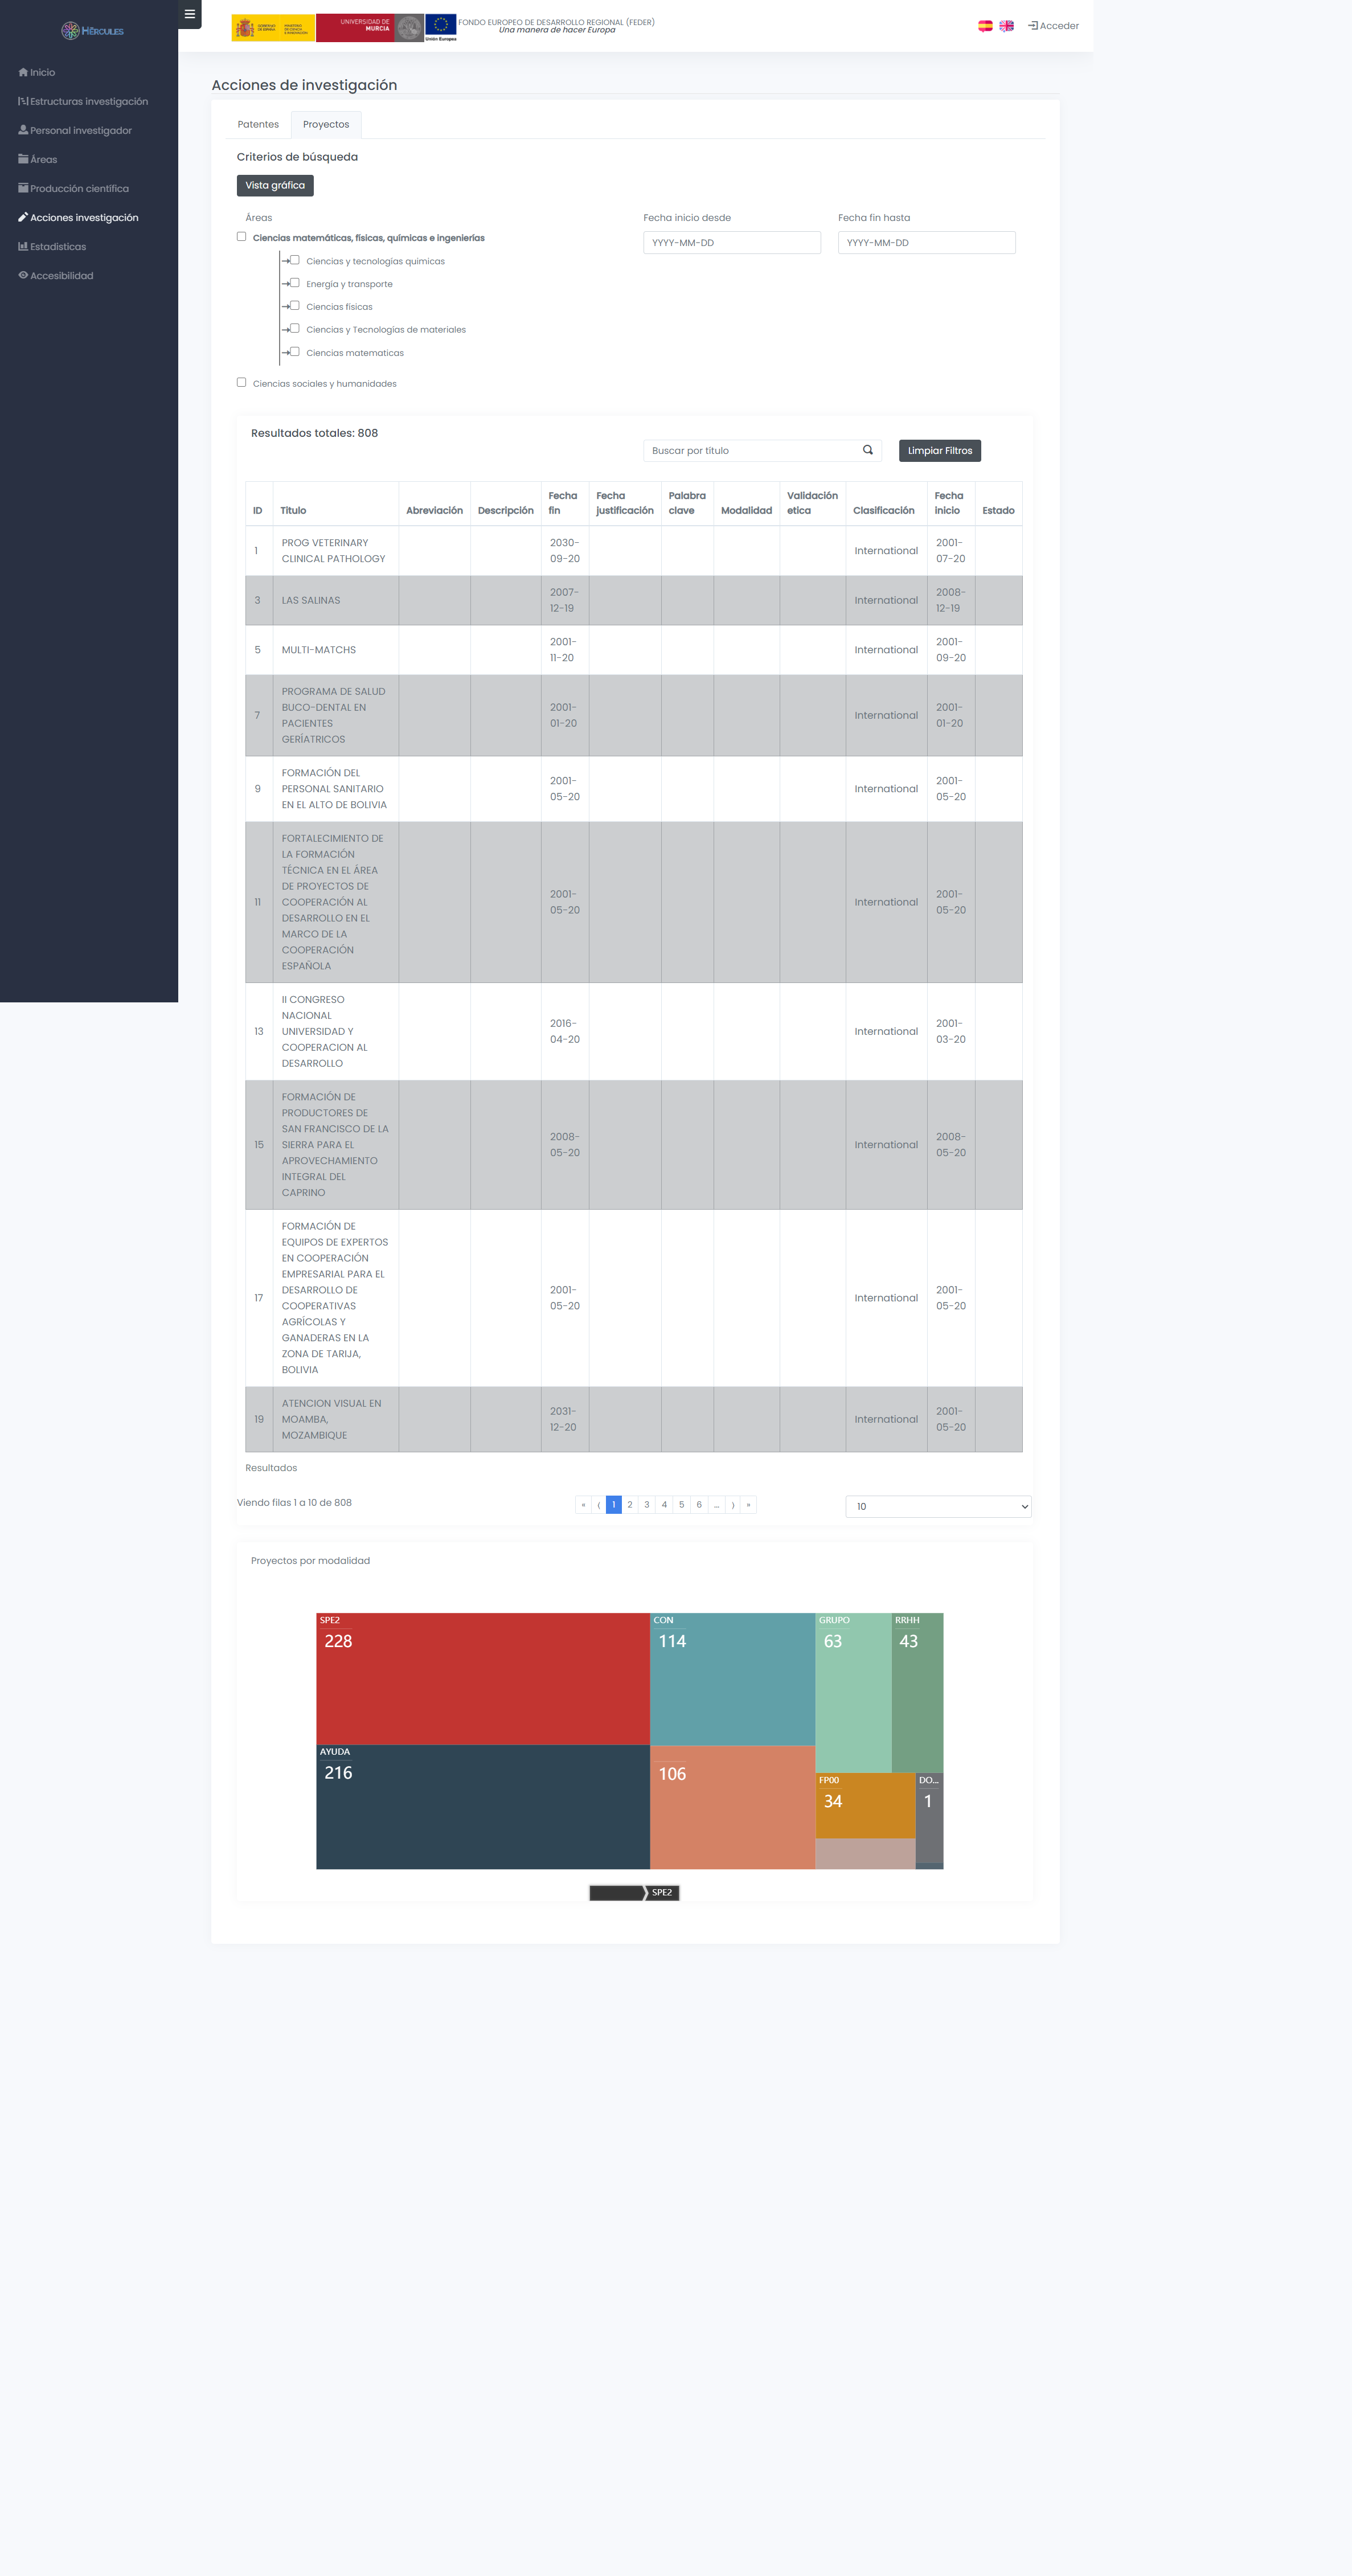 HÉRCULES
Inicio
Estructuras investigación
Personal investigador
Áreas
Producción científica
Acciones investigación
Estadísticas
Accesibilidad
GOBIERNO DE ESPAÑA
MINISTERIO DE CIENCIA E INNOVACIÓN
UNIVERSIDAD DE
MURCIA
Unión Europea
FONDO EUROPEO DE DESARROLLO REGIONAL (FEDER)
Una manera de hacer Europa
Acceder
Acciones de investigación
Patentes
Proyectos
Criterios de búsqueda
Vista gráfica
Áreas
Fecha inicio desde
Fecha fin hasta
Ciencias matemáticas, físicas, químicas e ingenierías
YYYY-MM-DD
YYYY-MM-DD
Ciencias y tecnologías quimicas
Energía y transporte
Ciencias físicas
Ciencias y Tecnologías de materiales
Ciencias matematicas
Ciencias sociales y humanidades
Resultados totales: 808
Buscar por título
Limpiar Filtros
ID Titulo Abreviación Descripción Fecha fin Fecha justificación Palabra clave Modalidad Validación etica Clasificación Fecha inicio Estado
1
PROG VETERINARY
CLINICAL PATHOLOGY
2030-
09-20
International
2001-
07-20
3
LAS SALINAS
2007-
12-19
International
2008-
12-19
5
MULTI-MATCHS
2001-
11-20
International
2001-
09-20
7
PROGRAMA DE SALUD
BUCO-DENTAL EN
PACIENTES
GERÍATRICOS
2001-
01-20
International
2001-
01-20
9
FORMACIÓN DEL
PERSONAL SANITARIO
EN EL ALTO DE BOLIVIA
2001-
05-20
International
2001-
05-20
11
FORTALECIMIENTO DE
LA FORMACIÓN
TÉCNICA EN EL ÁREA
DE PROYECTOS DE
COOPERACIÓN AL
DESARROLLO EN EL
MARCO DE LA
COOPERACIÓN
ESPAÑOLA
2001-
05-20
International
2001-
05-20
13
II CONGRESO
NACIONAL
UNIVERSIDAD Y
COOPERACION AL
DESARROLLO
2016-
04-20
International
2001-
03-20
15
FORMACIÓN DE
PRODUCTORES DE
SAN FRANCISCO DE LA
SIERRA PARA EL
APROVECHAMIENTO
INTEGRAL DEL
CAPRINO
2008-
05-20
International
2008-
05-20
17
FORMACIÓN DE
EQUIPOS DE EXPERTOS
EN COOPERACIÓN
EMPRESARIAL PARA EL
DESARROLLO DE
COOPERATIVAS
AGRÍCOLAS Y
GANADERAS EN LA
ZONA DE TARIJA,
BOLIVIA
2001-
05-20
International
2001-
05-20
19
ATENCION VISUAL EN
MOAMBA,
MOZAMBIQUE
2031-
12-20
International
2001-
05-20
Resultados
Viendo filas 1 a 10 de 808
« ⟨ 1 2 3 4 5 6 ... ⟩ »
10
Proyectos por modalidad
SPE2
228
CON
114
GRUPO
63
RRHH
43
AYUDA
216
106
FP00
34
DO...
1
SPE2